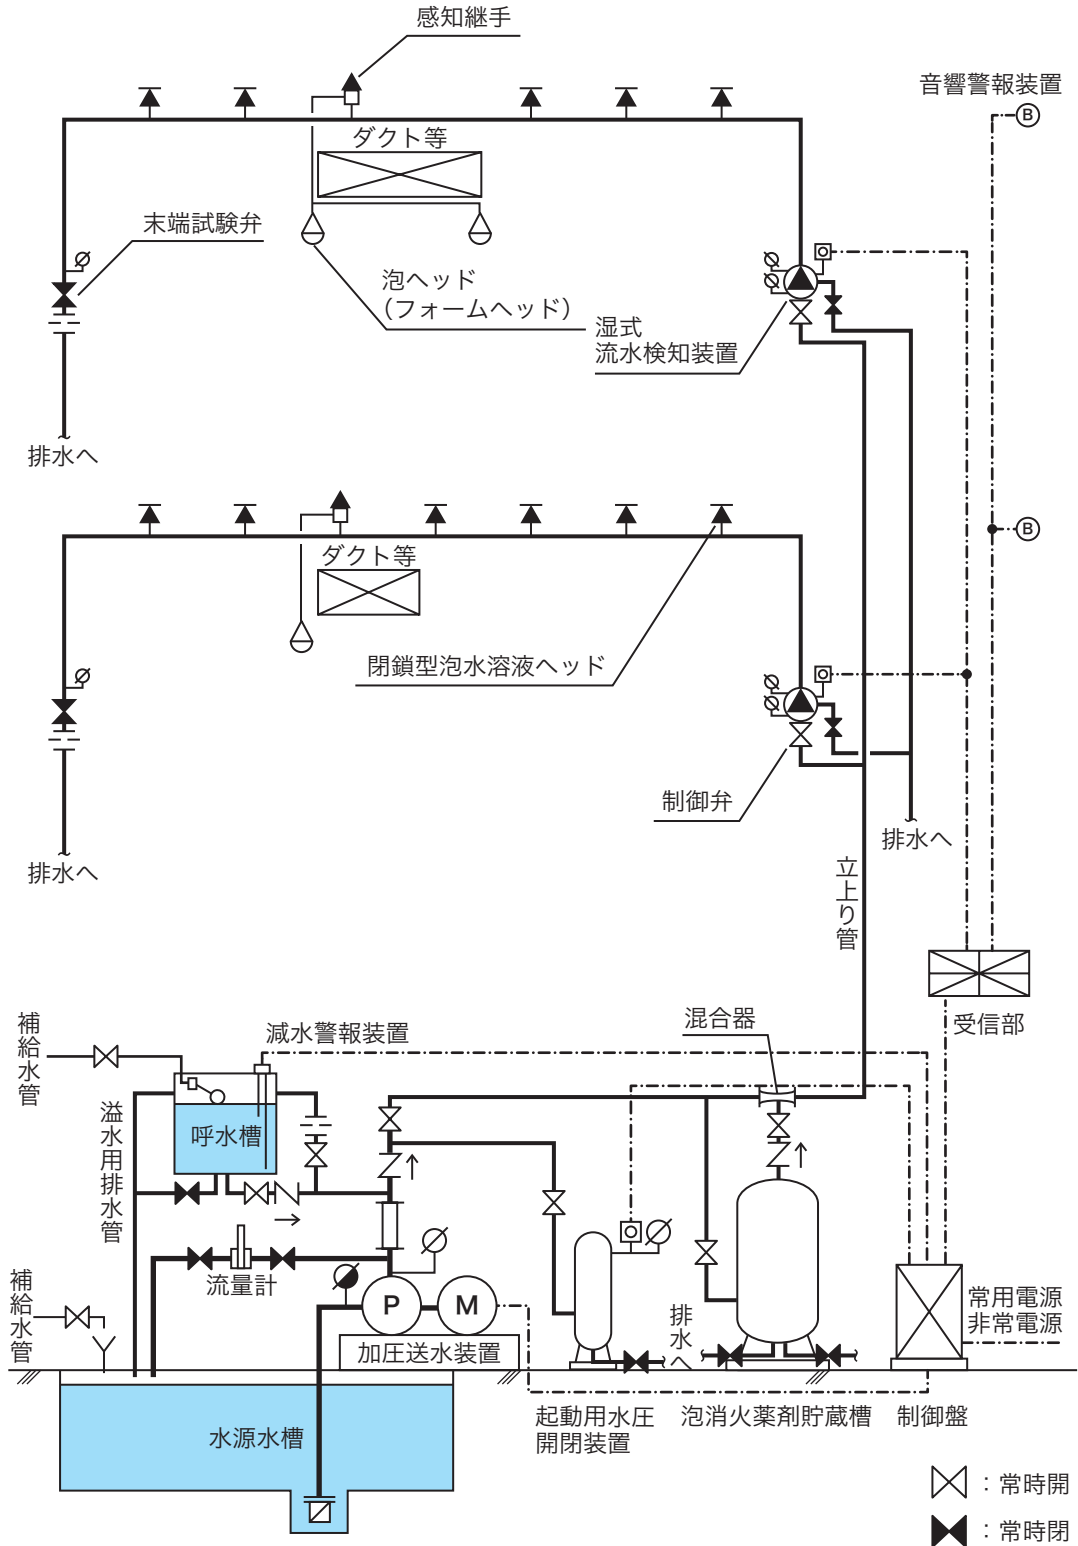 感知継手
音響警報装置
B
ダクト等
末端試験弁
泡ヘッド
（フォームヘッド）
湿式
流水検知装置
排水へ
B
ダクト等
閉鎖型泡水溶液ヘッド
制御弁
排水へ
排水へ
立上り管
受信部
混合器
減水警報装置
補給水管
溢水用排水管
呼水槽
流量計
補給水管
P
M
加圧送水装置
排水へ
常用電源
非常電源
水源水槽
起動用水圧
開閉装置
泡消火薬剤貯蔵槽
制御盤
：常時開
：常時閉